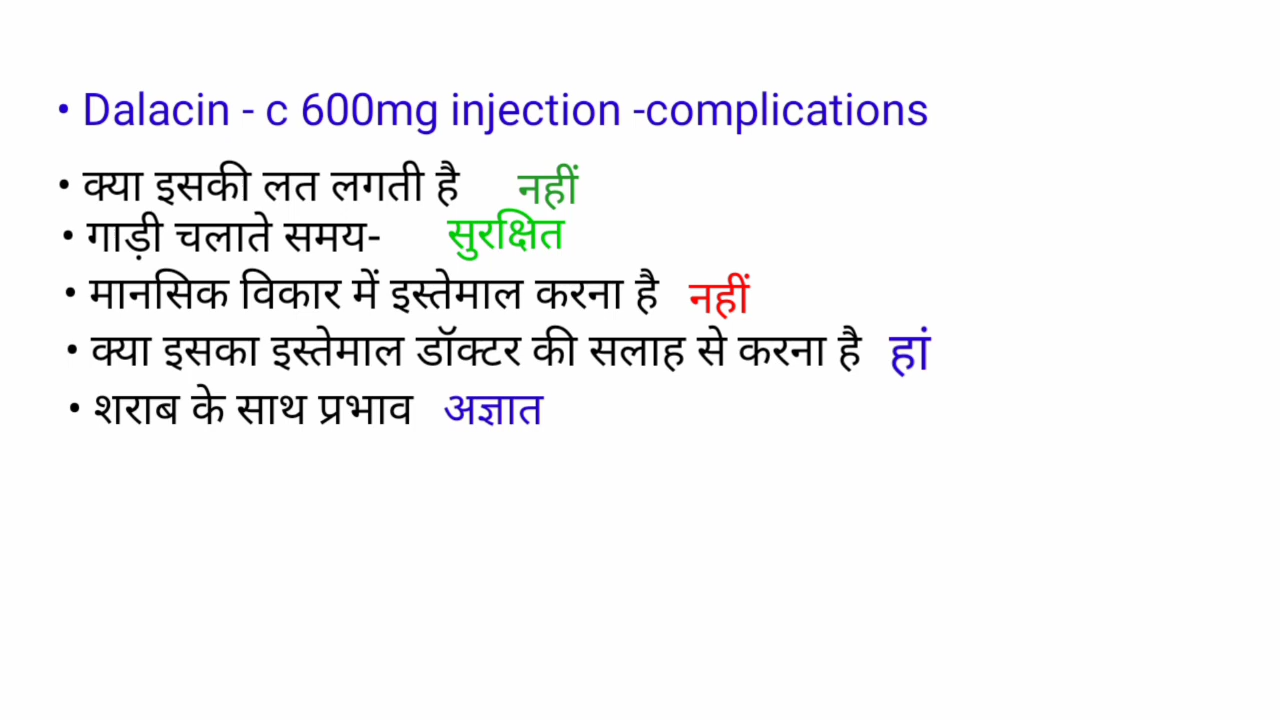 • Dalacin - c 600mg injection -complications
• क्या इसकी लत लगती है नहीं
• गाड़ी चलाते समय- सुरक्षित
• मानसिक विकार में इस्तेमाल करना है नहीं
• क्या इसका इस्तेमाल डॉक्टर की सलाह से करना है हां
• शराब के साथ प्रभाव अज्ञात